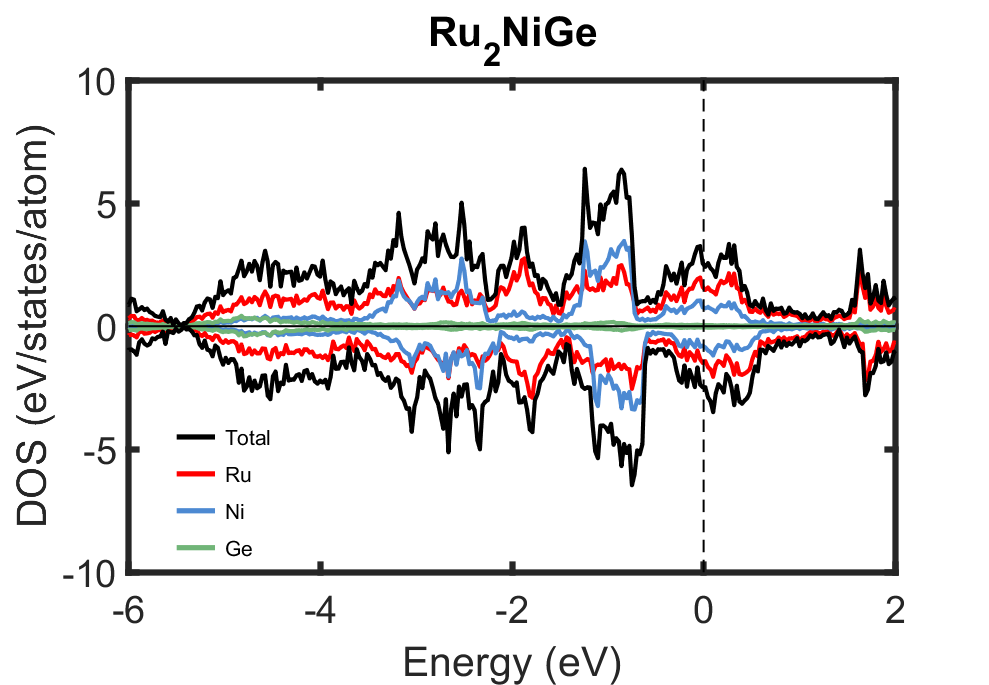 Ru2NiGe
10
5
0
-5
-10
DOS (eV/states/atom)
Total
Ru
Ni
Ge
-6
-4
-2
0
2
Energy (eV)